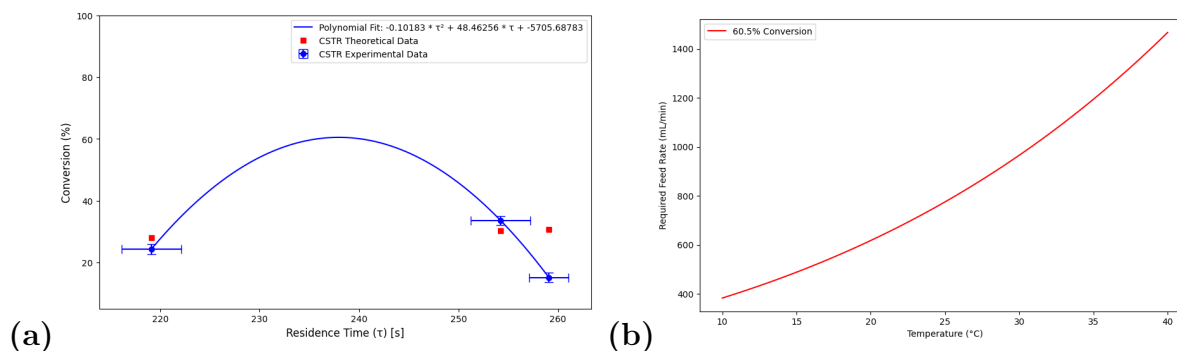 Polynomial Fit: -0.10183 * τ² + 48.46256 * τ + -5705.68783
CSTR Theoretical Data
CSTR Experimental Data
100
80
60
40
20
Conversion (%)
220
230
240
250
260
Residence Time (τ) [s]
(a)
60.5% Conversion
1400
1200
1000
800
600
400
Required Feed Rate (mL/min)
10
15
20
25
30
35
40
Temperature (°C)
(b)